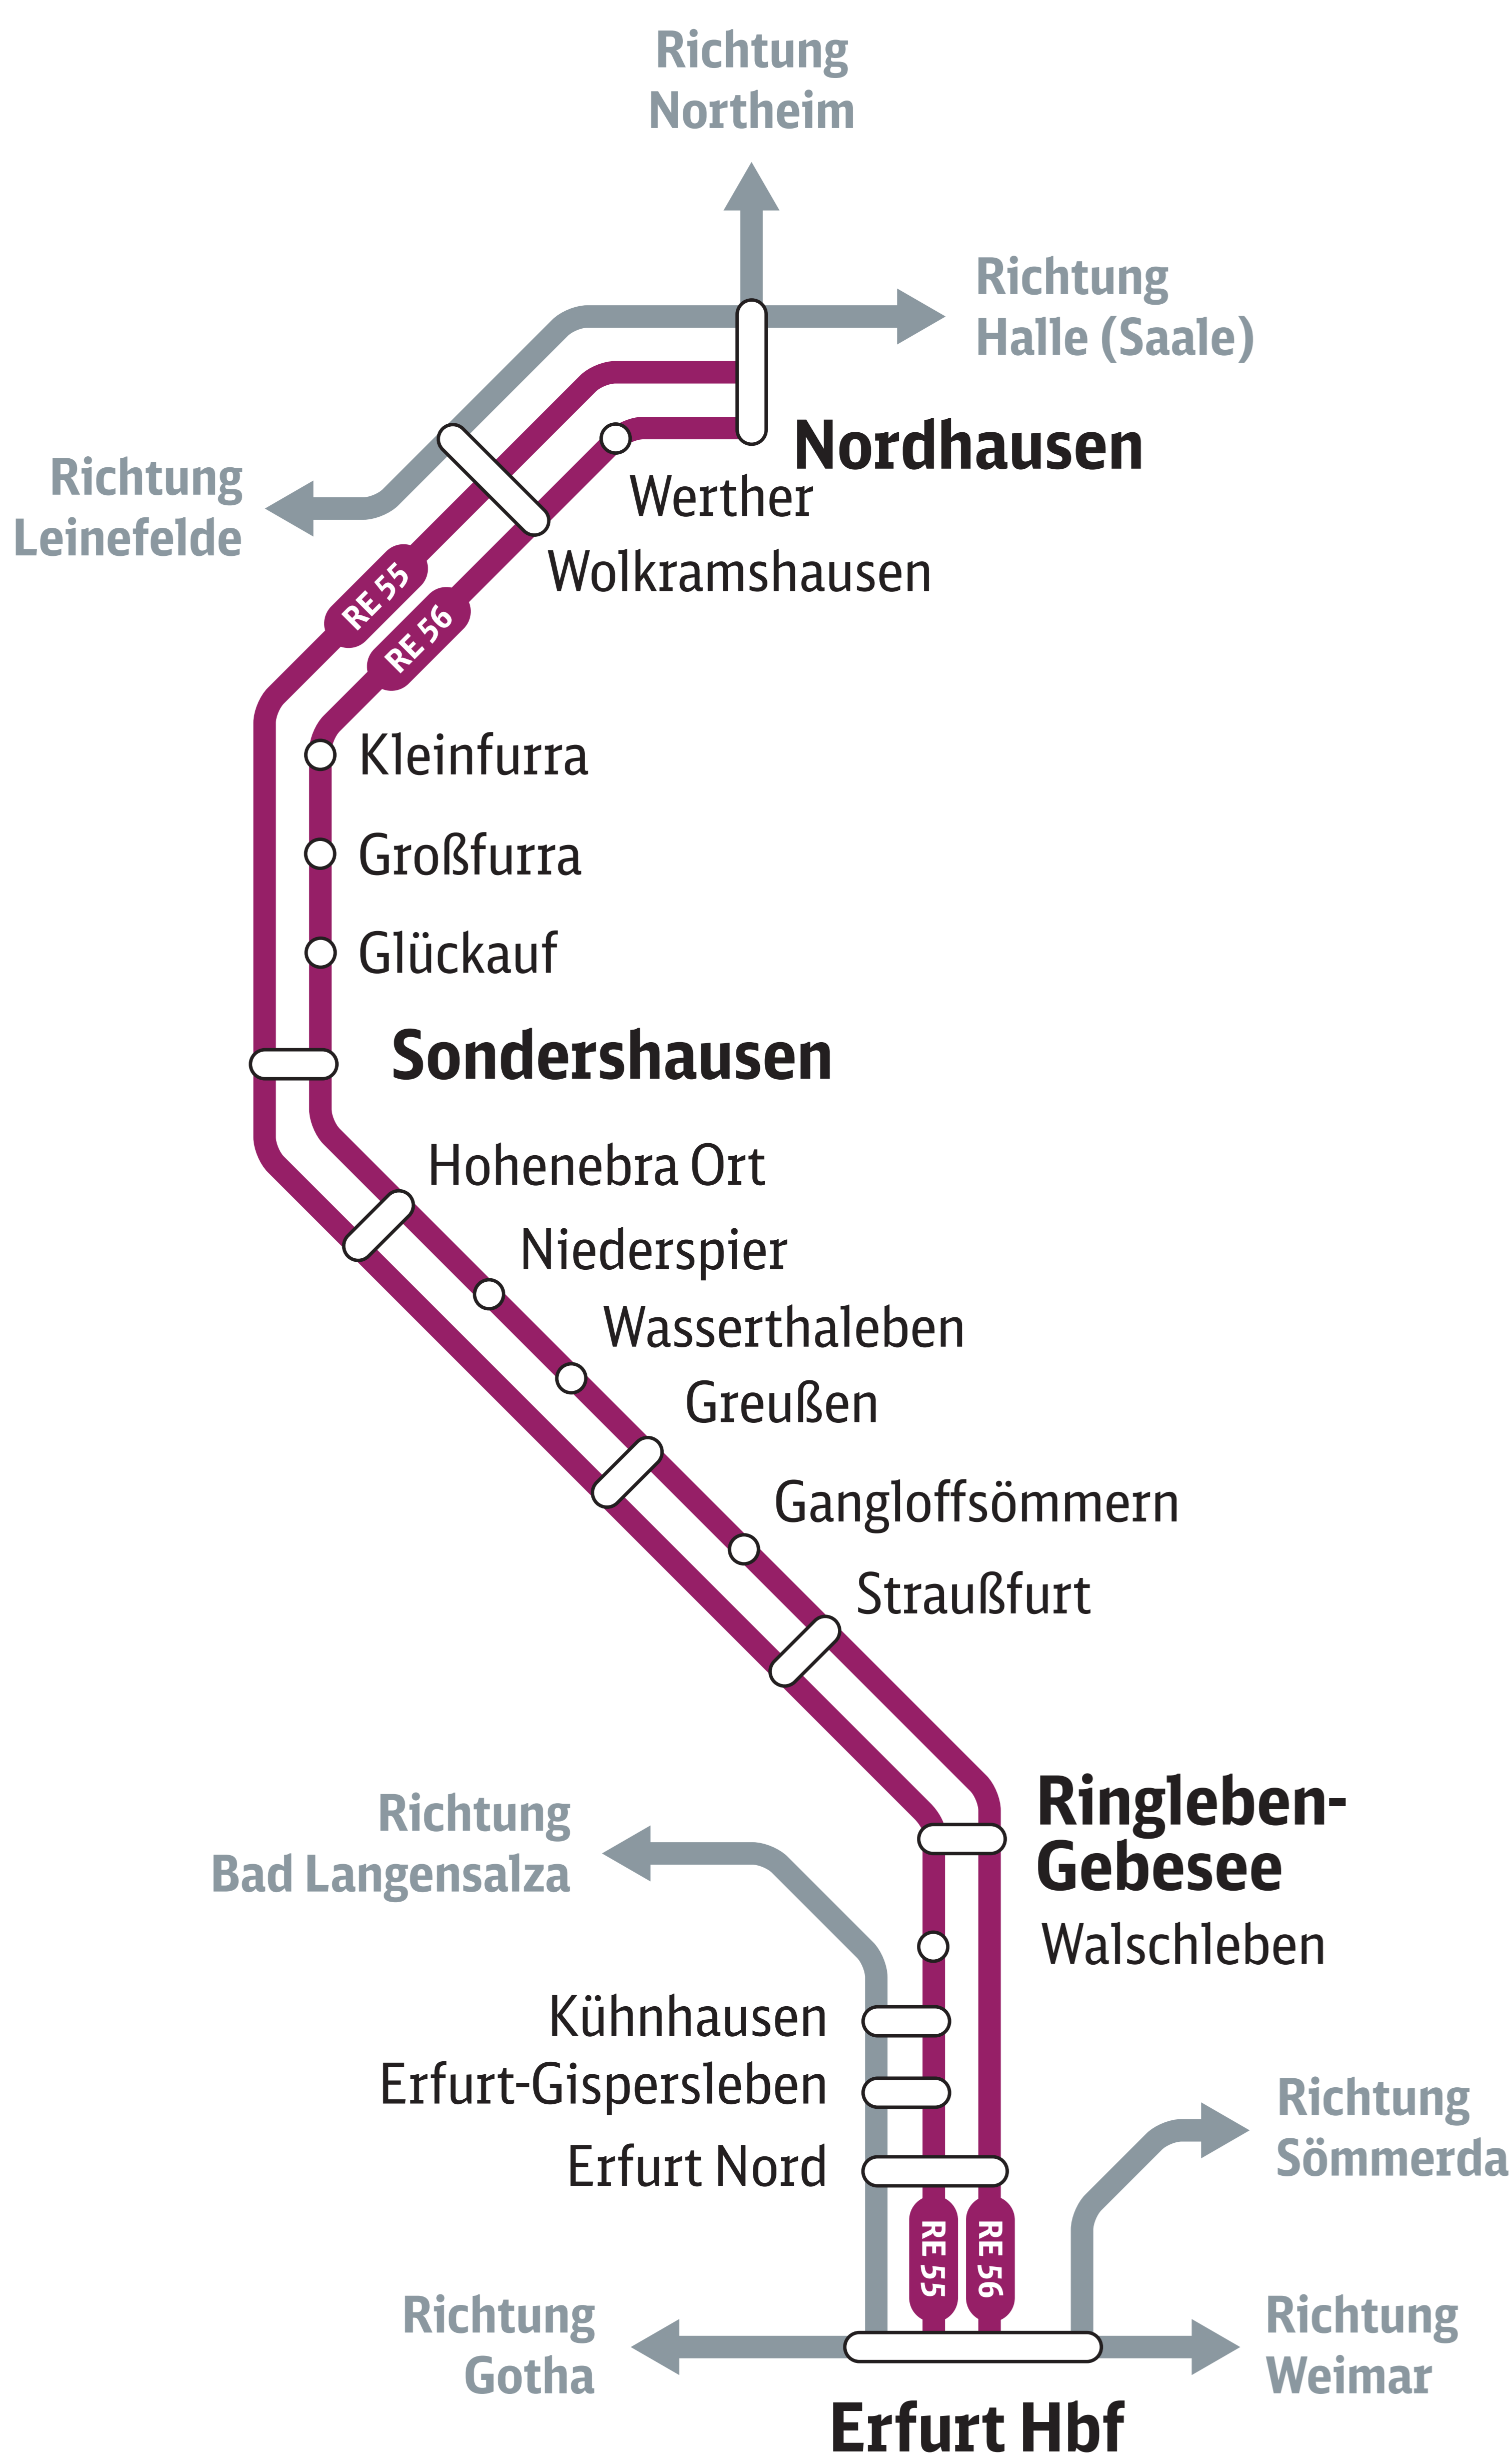 Richtung
Northeim
Richtung
Halle (Saale)
Nordhausen
Richtung
Leinefelde
Werther
Wolkramshausen
RE 55
RE 56
Kleinfurra
Großfurra
Glückauf
Sondershausen
Hohenebra Ort
Niederspier
Wasserthaleben
Greußen
Gangloffsömmern
Straußfurt
Ringleben-
Gebesee
Richtung
Bad Langensalza
Walschleben
Kühnhausen
Erfurt-Gispersleben
Erfurt Nord
Richtung
Sömmerda
RE 55
RE 56
Richtung
Gotha
Richtung
Weimar
Erfurt Hbf